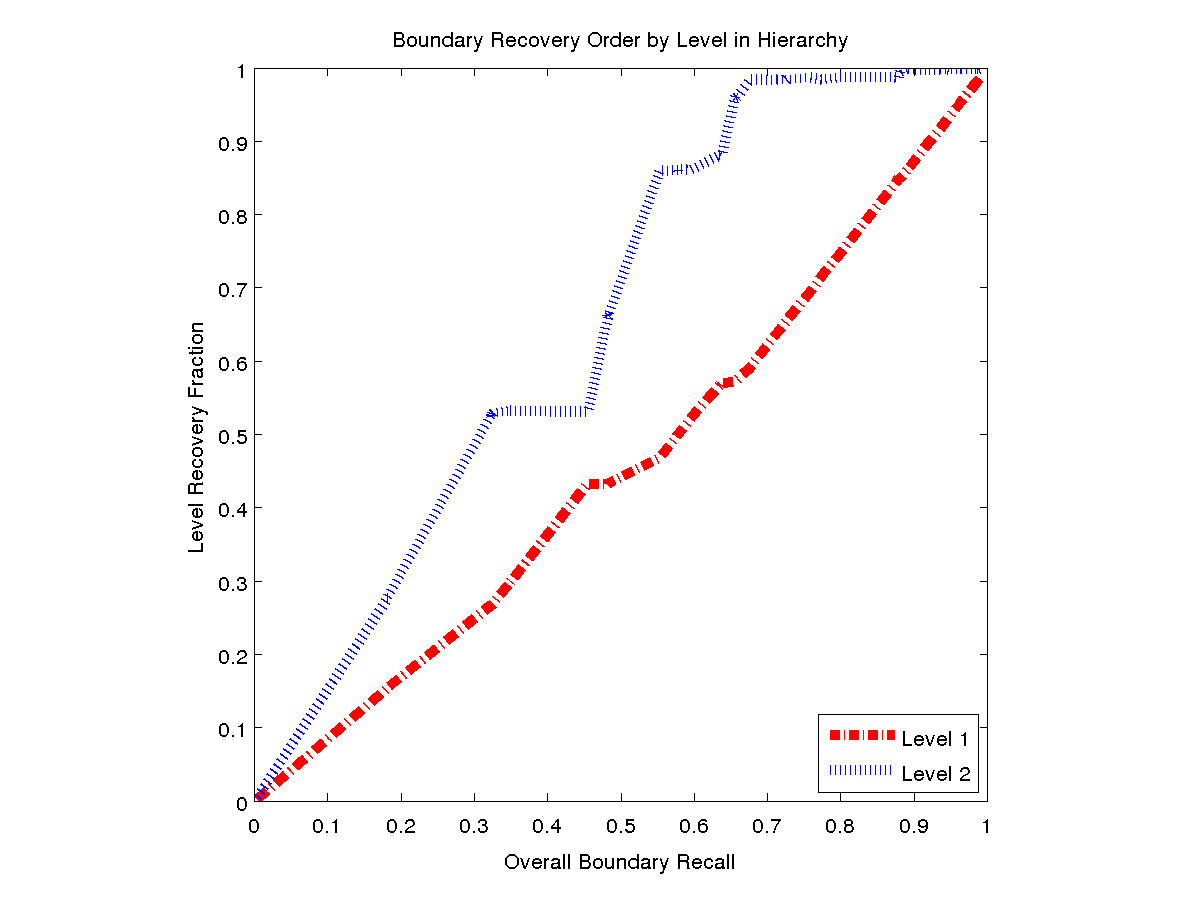 Boundary Recovery Order by Level in Hierarchy
1
0.9
0.8
0.7
0.6
0.5
0.4
0.3
0.2
0.1
0
Level Recovery Fraction
Level 1
Level 2
0 0.1 0.2 0.3 0.4 0.5 0.6 0.7 0.8 0.9 1
Overall Boundary Recall